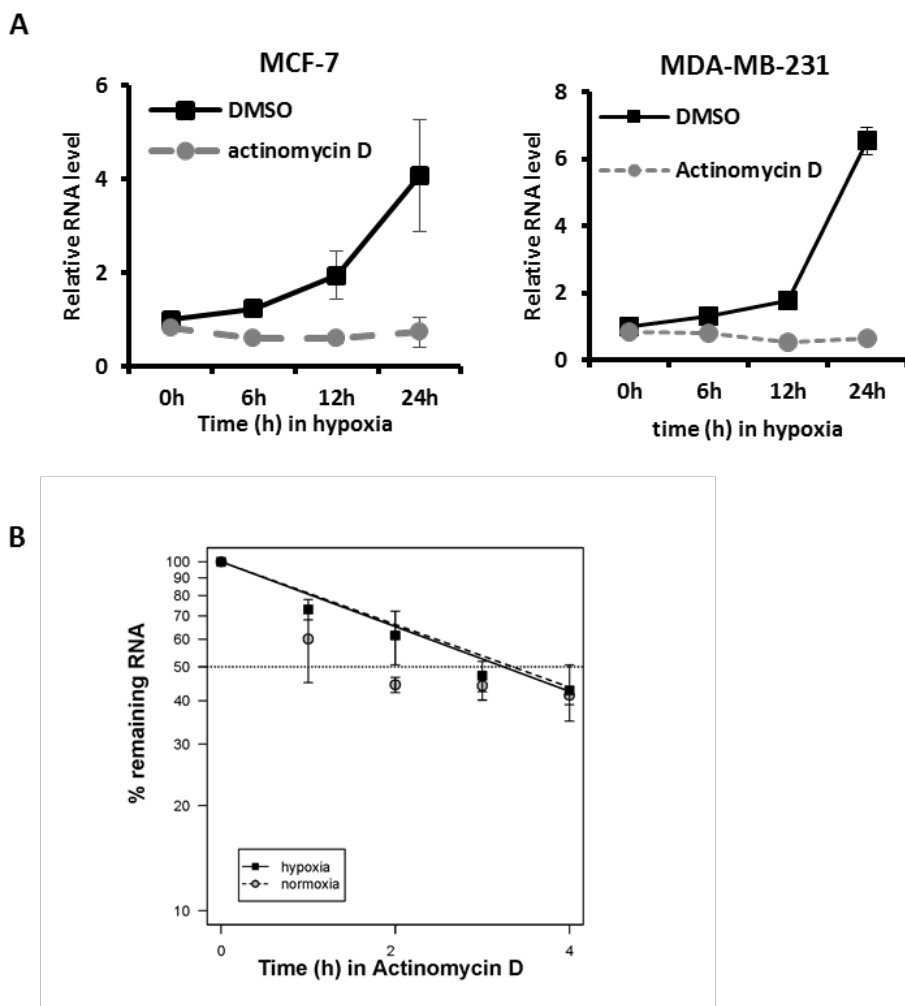 A
MCF-7
Relative RNA level
6
4
2
0
DMSO
actinomycin D
0h 6h 12h 24h
Time (h) in hypoxia
MDA-MB-231
Relative RNA level
8
6
4
2
0
DMSO
Actinomycin D
0h 6h 12h 24h
time (h) in hypoxia
B
% remaining RNA
100
90
80
70
60
50
40
30
20
10
hypoxia
normoxia
0 2 4
Time (h) in Actinomycin D